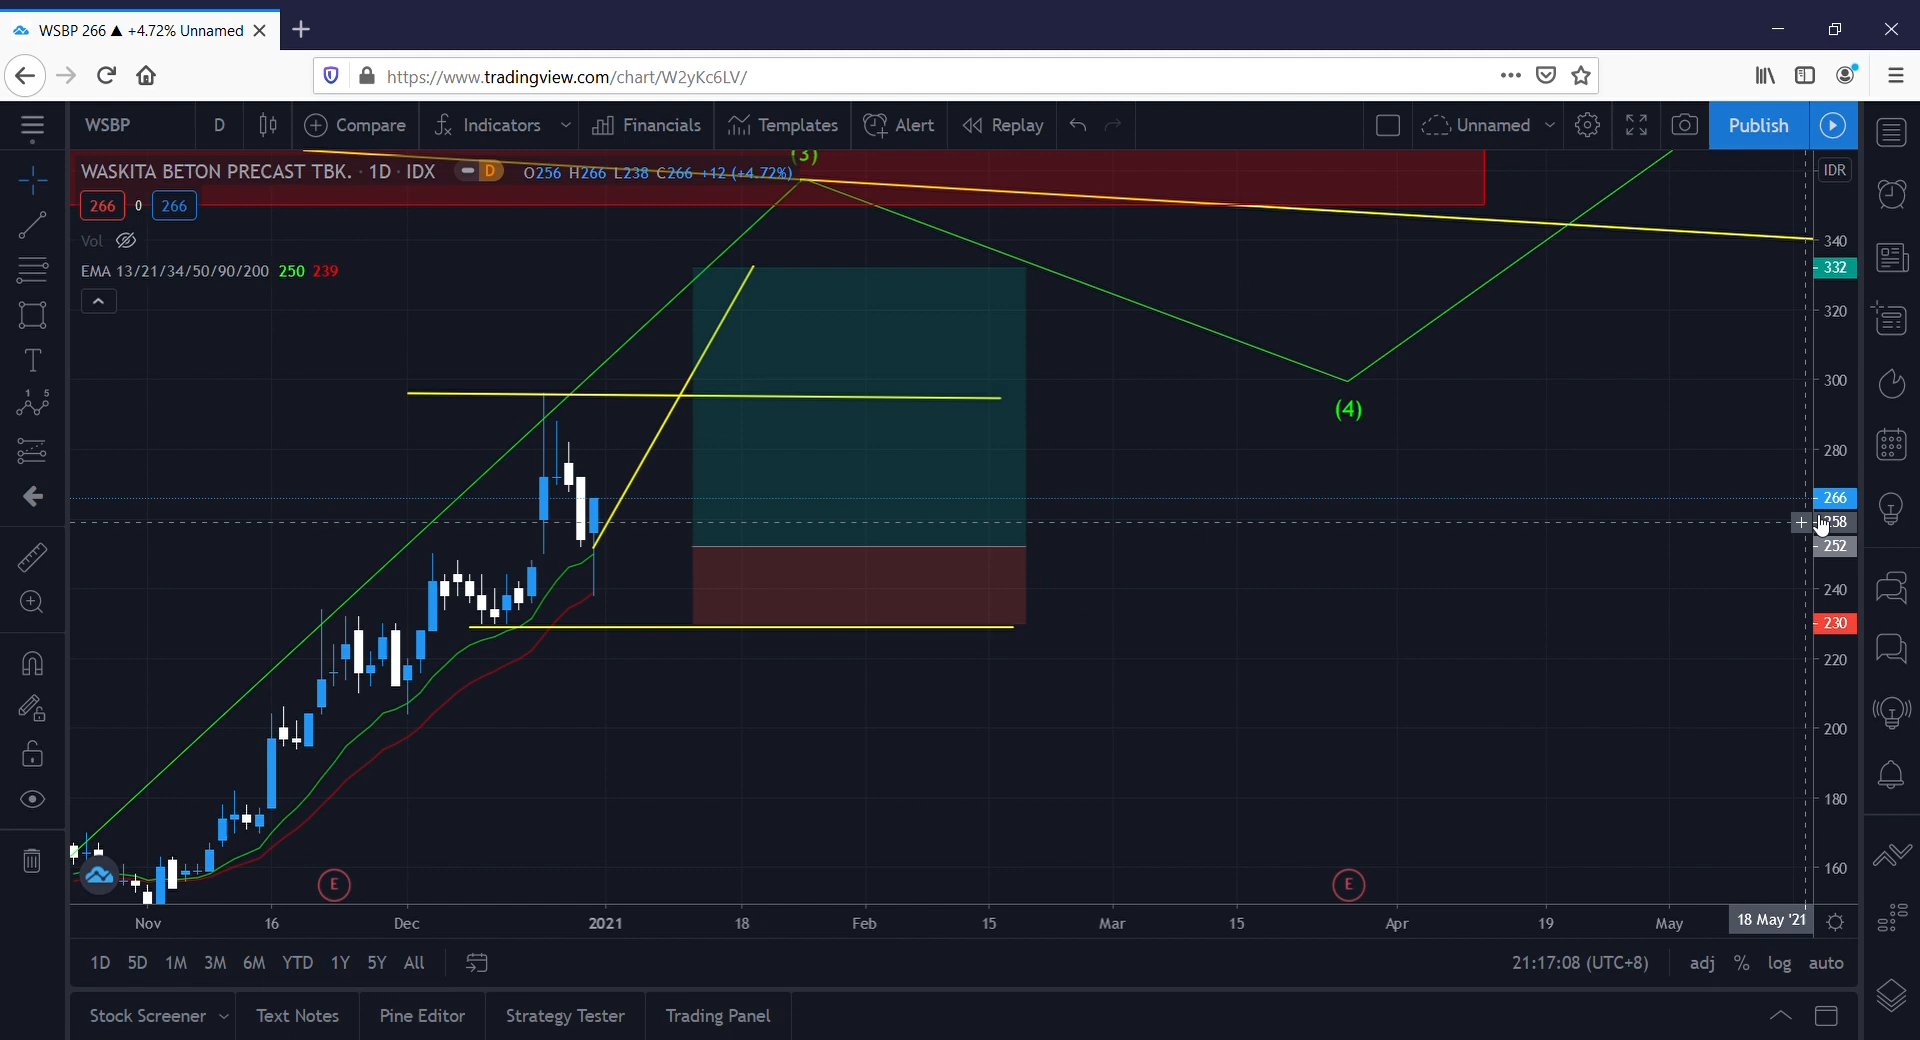 WSBP 266 ▲ +4.72% Unnamed
https://www.tradingview.com/chart/W2yKc6LV/
WSBP D Compare Indicators Financials Templates Alert Replay Unnamed Publish
WASKITA BETON PRECAST TBK. · 1D · IDX D O256 H266 L238 C266 +12 (+4.72%)
(3)
IDR
266 0 266
Vol
EMA 13/21/34/50/90/200 250 239
340
332
320
300
(4)
280
266
258
252
240
230
220
200
180
160
E E
Nov 16 Dec 2021 18 Feb 15 Mar 15 Apr 19 May 18 May '21
1D 5D 1M 3M 6M YTD 1Y 5Y All 21:17:08 (UTC+8) adj % log auto
Stock Screener Text Notes Pine Editor Strategy Tester Trading Panel